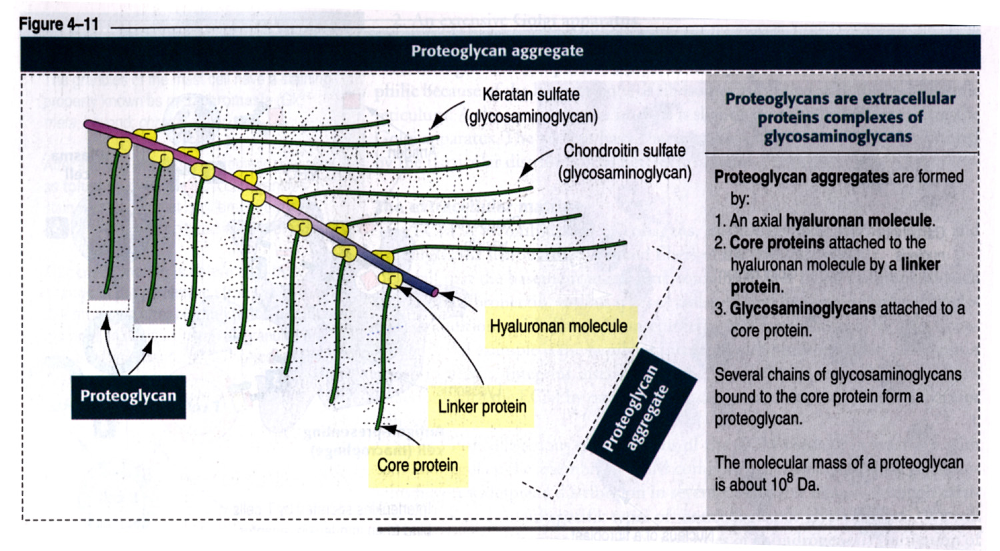 Figure 4–11
Proteoglycan aggregate
Keratan sulfate
(glycosaminoglycan)
Chondroitin sulfate
(glycosaminoglycan)
Hyaluronan molecule
Linker protein
Core protein
Proteoglycan
Proteoglycan
aggregate
Proteoglycans are extracellular
proteins complexes of
glycosaminoglycans
Proteoglycan aggregates are formed
by:
1. An axial hyaluronan molecule.
2. Core proteins attached to the
hyaluronan molecule by a linker
protein.
3. Glycosaminoglycans attached to a
core protein.
Several chains of glycosaminoglycans
bound to the core protein form a
proteoglycan.
The molecular mass of a proteoglycan
is about 10⁸ Da.